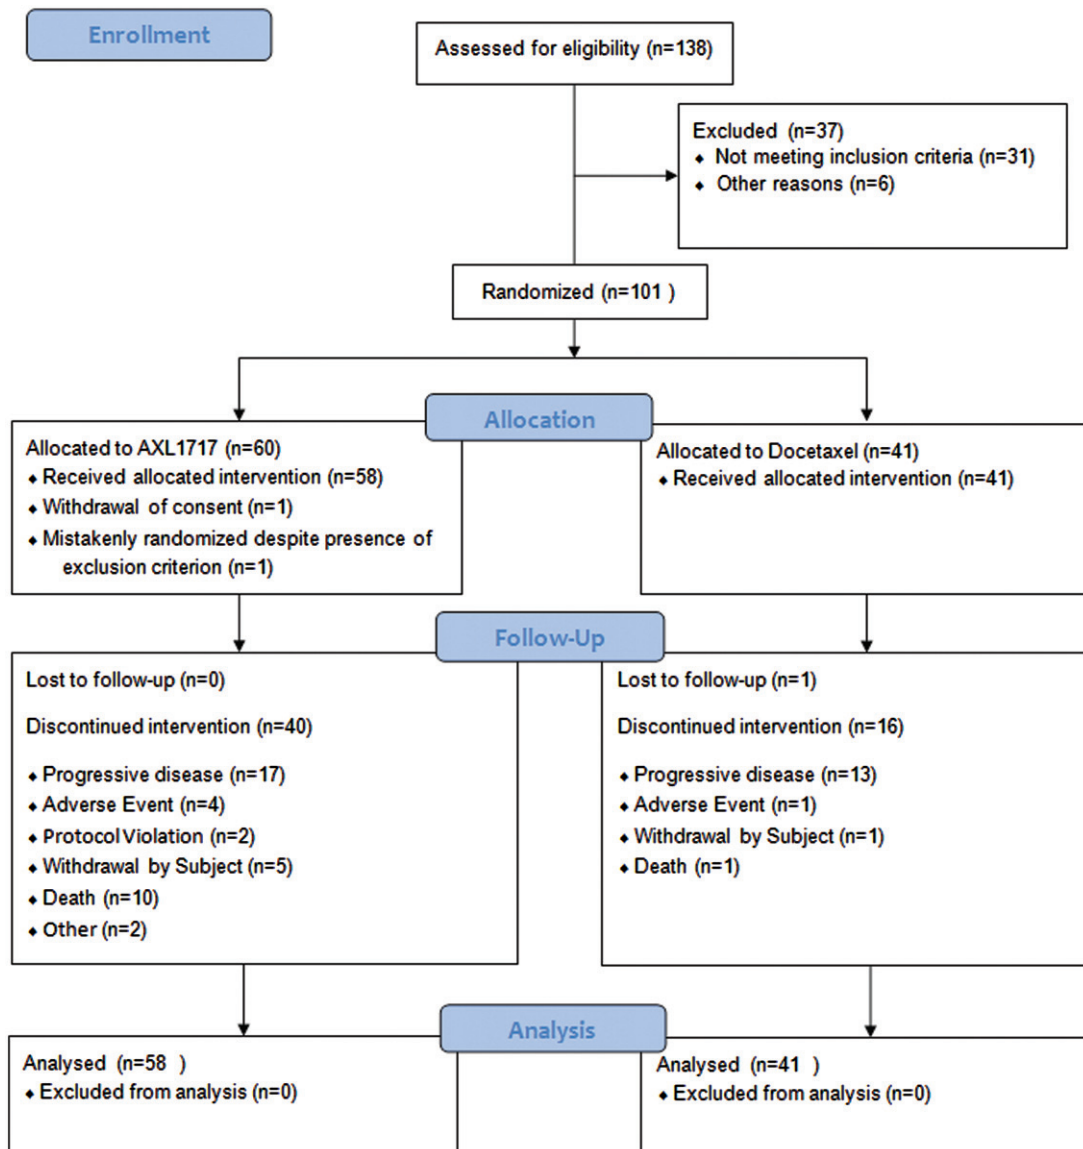 Enrollment
Assessed for eligibility (n=138)
Excluded (n=37)
♦ Not meeting inclusion criteria (n=31)
♦ Other reasons (n=6)
Randomized (n=101 )
Allocation
Allocated to AXL1717 (n=60)
♦ Received allocated intervention (n=58)
♦ Withdrawal of consent (n=1)
♦ Mistakenly randomized despite presence of
exclusion criterion (n=1)
Allocated to Docetaxel (n=41)
♦ Received allocated intervention (n=41)
Follow-Up
Lost to follow-up (n=0)
Discontinued intervention (n=40)
♦ Progressive disease (n=17)
♦ Adverse Event (n=4)
♦ Protocol Violation (n=2)
♦ Withdrawal by Subject (n=5)
♦ Death (n=10)
♦ Other (n=2)
Lost to follow-up (n=1)
Discontinued intervention (n=16)
♦ Progressive disease (n=13)
♦ Adverse Event (n=1)
♦ Withdrawal by Subject (n=1)
♦ Death (n=1)
Analysis
Analysed (n=58 )
♦ Excluded from analysis (n=0)
Analysed (n=41 )
♦ Excluded from analysis (n=0)